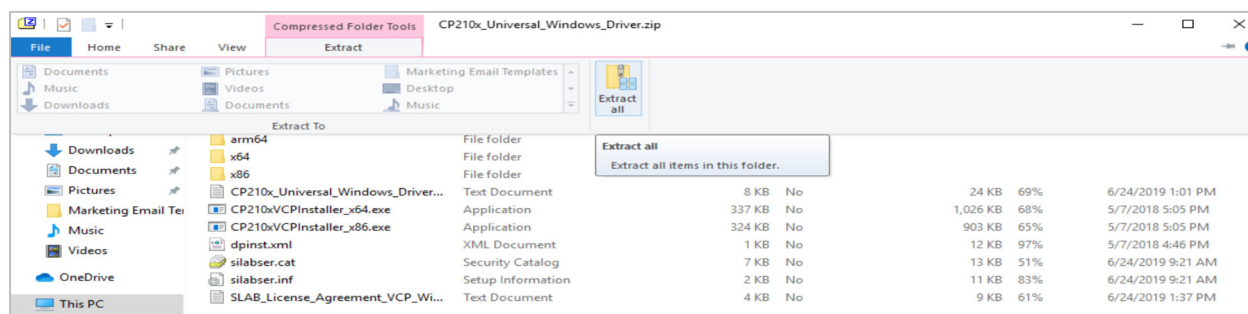 Compressed Folder Tools CP210x_Universal_Windows_Driver.zip
File Home Share View Extract
Documents Pictures Marketing Email Templates
Music Videos Desktop
Downloads Documents Music
Extract all
Extract To
Extract all
Extract all items in this folder.
arm64 File folder
Downloads x64 File folder
Documents x86 File folder
Pictures CP210x_Universal_Windows_Driver... Text Document 8 KB No 24 KB 69% 6/24/2019 1:01 PM
Marketing Email Te CP210xVCPInstaller_x64.exe Application 337 KB No 1,026 KB 68% 5/7/2018 5:05 PM
Music CP210xVCPInstaller_x86.exe Application 324 KB No 903 KB 65% 5/7/2018 5:05 PM
Videos dpinst.xml XML Document 1 KB No 12 KB 97% 5/7/2018 4:46 PM
silabser.cat Security Catalog 7 KB No 13 KB 51% 6/24/2019 9:21 AM
OneDrive silabser.inf Setup Information 2 KB No 11 KB 83% 6/24/2019 9:21 AM
This PC SLAB_License_Agreement_VCP_Wi... Text Document 4 KB No 9 KB 61% 6/24/2019 1:37 PM